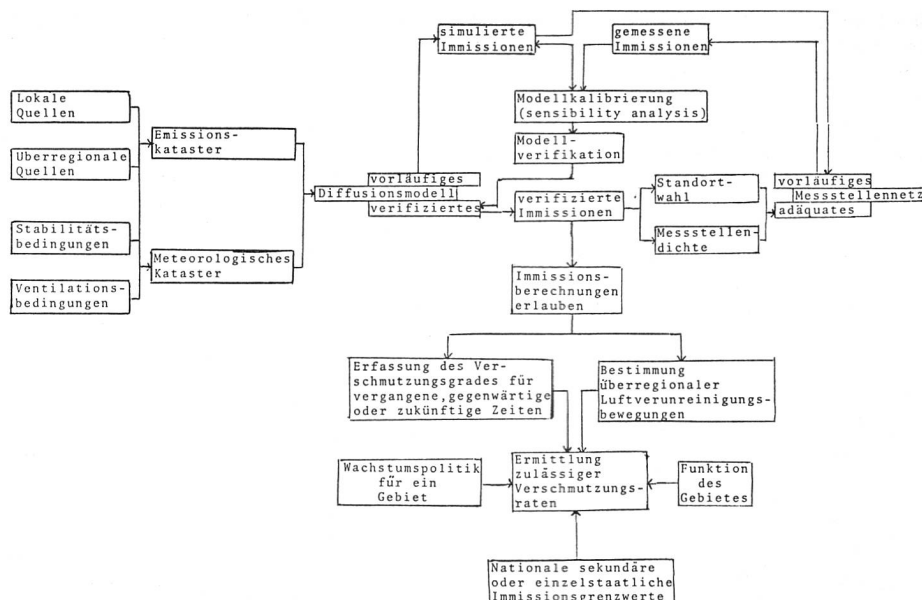 simulierte
Immissionen
gemessene
Immissionen
Lokale
Quellen
Modellkalibrierung
(sensibility analysis)
Emissions-
kataster
Modell-
verifikation
Uberregionale
Quellen
vorläufiges
Diffusionsmodell
verifiziertes
verifizierte
Immissionen
Standort-
wahl
Messstellen-
dichte
vorläufiges
Messstellennetz
adäquates
Stabilitäts-
bedingungen
Meteorologisches
Kataster
Ventilations-
bedingungen
Immissions-
berechnungen
erlauben
Erfassung des Ver-
schmutzungsgrades für
vergangene, gegenwärtige
oder zukünftige Zeiten
Bestimmung
überregionaler
Luftverunreinigungs-
bewegungen
Wachstumspolitik
für ein
Gebiet
Ermittlung
zulässiger
Verschmutzungs-
raten
Funktion
des
Gebietes
Nationale sekundäre
oder einzelstaatliche
Immissionsgrenzwerte